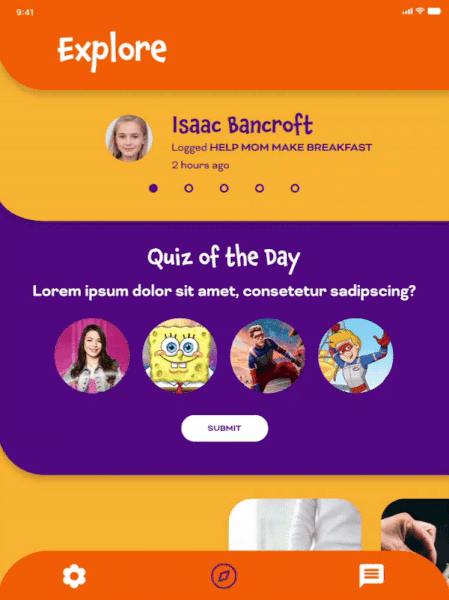 9:41
Explore
Isaac Bancroft
Logged HELP MOM MAKE BREAKFAST
2 hours ago
Quiz of the Day
Lorem ipsum dolor sit amet, consetetur sadipscing?
SUBMIT